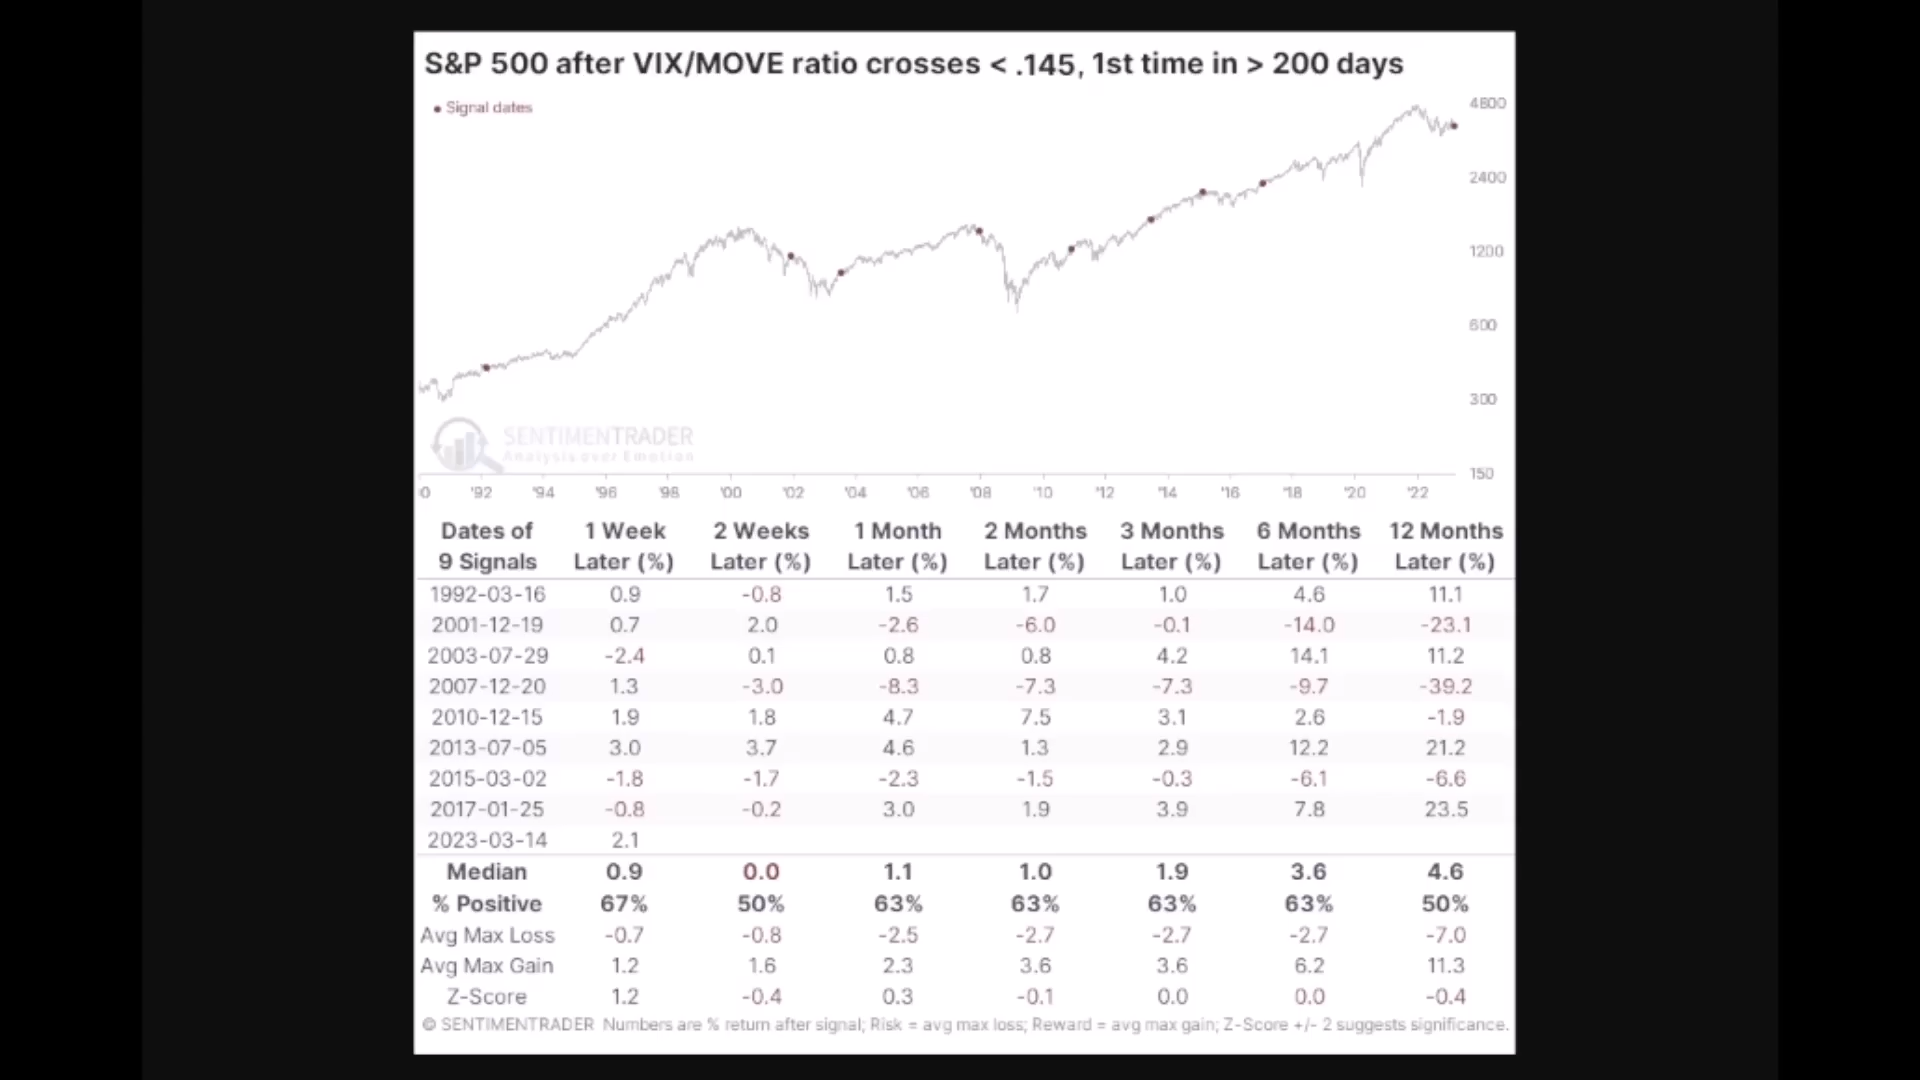 S&P 500 after VIX/MOVE ratio crosses < .145, 1st time in > 200 days
• Signal dates
4800
2400
1200
600
300
150
SENTIMENTRADER
Analysis over Emotion
0 '92 '94 '96 '98 '00 '02 '04 '06 '08 '10 '12 '14 '16 '18 '20 '22
Dates of 1 Week 2 Weeks 1 Month 2 Months 3 Months 6 Months 12 Months
9 Signals Later (%) Later (%) Later (%) Later (%) Later (%) Later (%) Later (%)
1992-03-16 0.9 -0.8 1.5 1.7 1.0 4.6 11.1
2001-12-19 0.7 2.0 -2.6 -6.0 -0.1 -14.0 -23.1
2003-07-29 -2.4 0.1 0.8 0.8 4.2 14.1 11.2
2007-12-20 1.3 -3.0 -8.3 -7.3 -7.3 -9.7 -39.2
2010-12-15 1.9 1.8 4.7 7.5 3.1 2.6 -1.9
2013-07-05 3.0 3.7 4.6 1.3 2.9 12.2 21.2
2015-03-02 -1.8 -1.7 -2.3 -1.5 -0.3 -6.1 -6.6
2017-01-25 -0.8 -0.2 3.0 1.9 3.9 7.8 23.5
2023-03-14 2.1
Median 0.9 0.0 1.1 1.0 1.9 3.6 4.6
% Positive 67% 50% 63% 63% 63% 63% 50%
Avg Max Loss -0.7 -0.8 -2.5 -2.7 -2.7 -2.7 -7.0
Avg Max Gain 1.2 1.6 2.3 3.6 3.6 6.2 11.3
Z-Score 1.2 -0.4 0.3 -0.1 0.0 0.0 -0.4
© SENTIMENTRADER Numbers are % return after signal; Risk = avg max loss; Reward = avg max gain; Z-Score +/- 2 suggests significance.